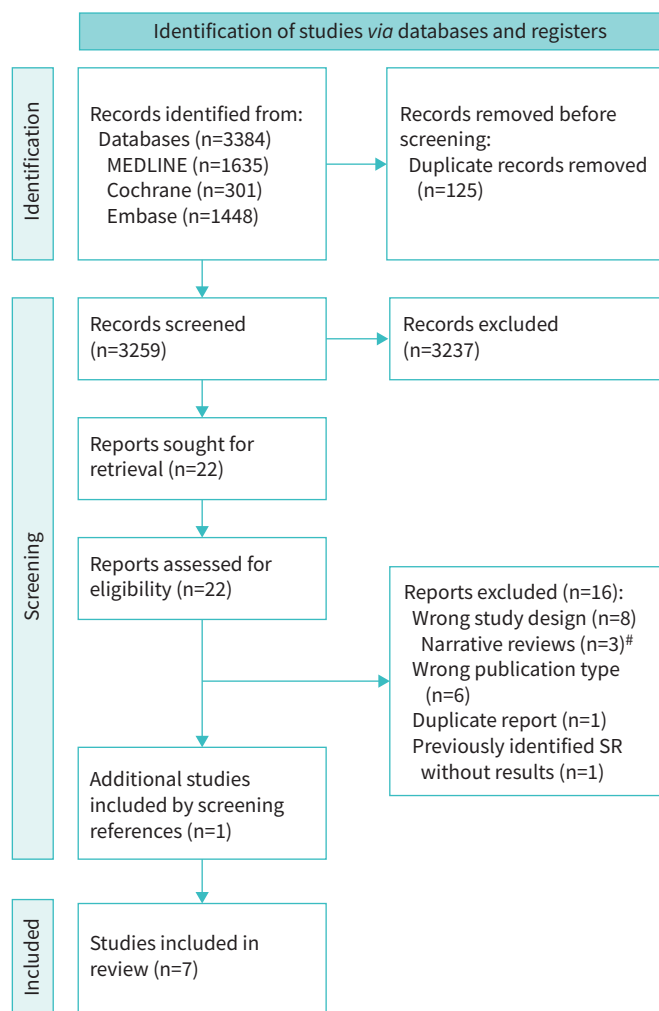 Identification of studies via databases and registers
Identification
Records identified from:
Databases (n=3384)
MEDLINE (n=1635)
Cochrane (n=301)
Embase (n=1448)
Records removed before
screening:
Duplicate records removed
(n=125)
Screening
Records screened
(n=3259)
Records excluded
(n=3237)
Reports sought for
retrieval (n=22)
Reports assessed for
eligibility (n=22)
Reports excluded (n=16):
Wrong study design (n=8)
Narrative reviews (n=3)#
Wrong publication type
(n=6)
Duplicate report (n=1)
Previously identified SR
without results (n=1)
Additional studies
included by screening
references (n=1)
Included
Studies included in
review (n=7)